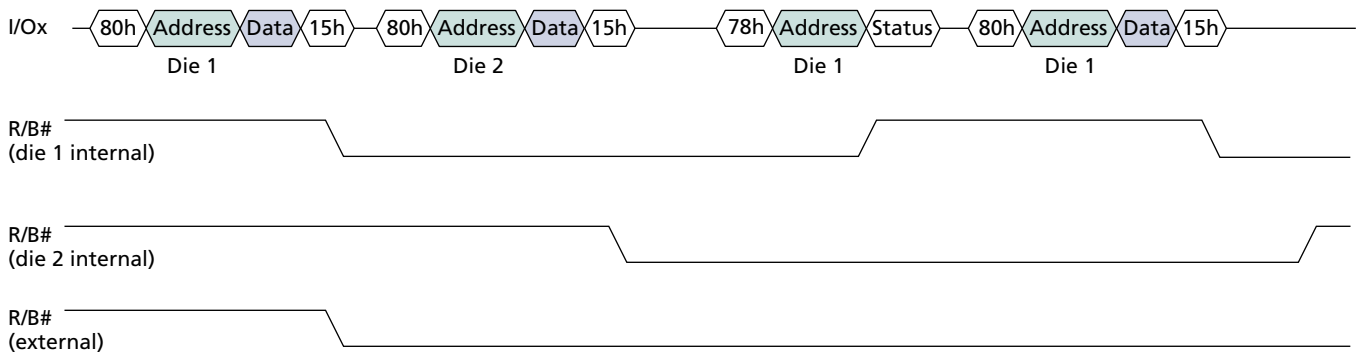 I/Ox 80h Address Data 15h 80h Address Data 15h 78h Address Status 80h Address Data 15h
Die 1 Die 2 Die 1 Die 1
R/B#
(die 1 internal)
R/B#
(die 2 internal)
R/B#
(external)